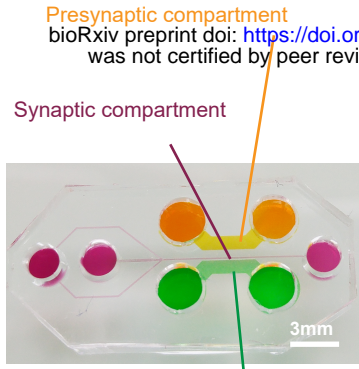 Presynaptic compartment
bioRxiv preprint doi: https://doi.or
was not certified by peer revi
Synaptic compartment
3mm